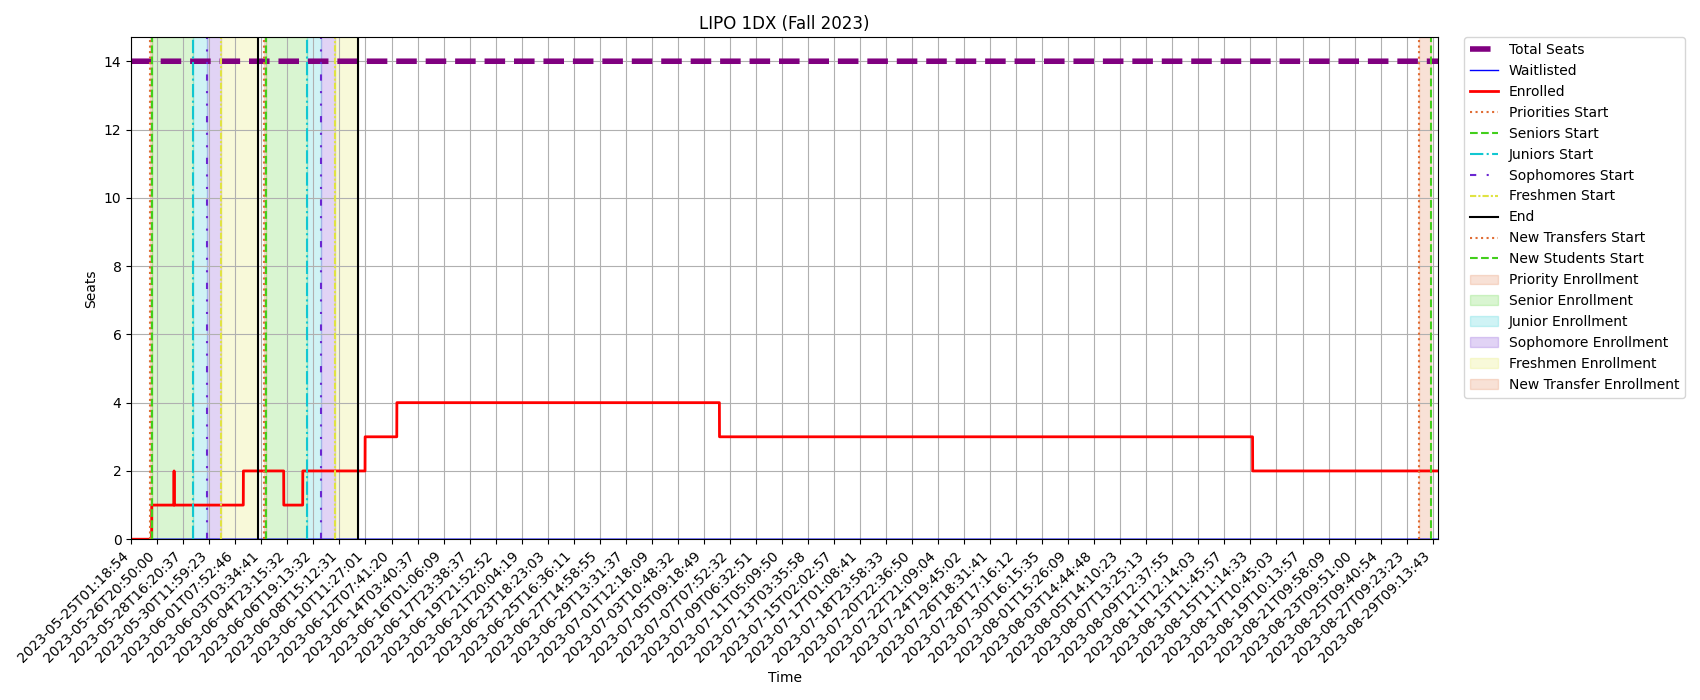 LIPO 1DX (Fall 2023)
Seats
14
12
10
8
6
4
2
0
2023-05-25T01:18:54
2023-05-26T20:50:00
2023-05-28T16:20:37
2023-05-30T11:59:23
2023-06-01T07:52:46
2023-06-03T03:34:41
2023-06-04T23:15:32
2023-06-06T19:13:32
2023-06-08T15:12:31
2023-06-10T11:27:01
2023-06-12T07:41:20
2023-06-14T03:40:37
2023-06-16T01:06:09
2023-06-17T23:38:37
2023-06-19T21:52:52
2023-06-21T20:04:19
2023-06-23T18:23:03
2023-06-25T16:36:11
2023-06-27T14:58:55
2023-06-29T13:31:37
2023-07-01T12:18:09
2023-07-03T10:48:32
2023-07-05T09:18:49
2023-07-07T07:52:32
2023-07-09T06:32:51
2023-07-11T05:09:50
2023-07-13T03:35:58
2023-07-15T02:02:57
2023-07-17T01:08:41
2023-07-18T23:58:33
2023-07-20T22:36:50
2023-07-22T21:09:04
2023-07-24T19:45:02
2023-07-26T18:31:41
2023-07-28T17:16:12
2023-07-30T16:15:35
2023-08-01T15:26:09
2023-08-03T14:44:48
2023-08-05T14:10:23
2023-08-07T13:25:13
2023-08-09T12:37:55
2023-08-11T12:14:03
2023-08-13T11:45:57
2023-08-15T11:14:33
2023-08-17T10:45:03
2023-08-19T10:13:57
2023-08-21T09:58:09
2023-08-23T09:51:00
2023-08-25T09:40:54
2023-08-27T09:23:23
2023-08-29T09:13:43
Time
Total Seats
Waitlisted
Enrolled
Priorities Start
Seniors Start
Juniors Start
Sophomores Start
Freshmen Start
End
New Transfers Start
New Students Start
Priority Enrollment
Senior Enrollment
Junior Enrollment
Sophomore Enrollment
Freshmen Enrollment
New Transfer Enrollment